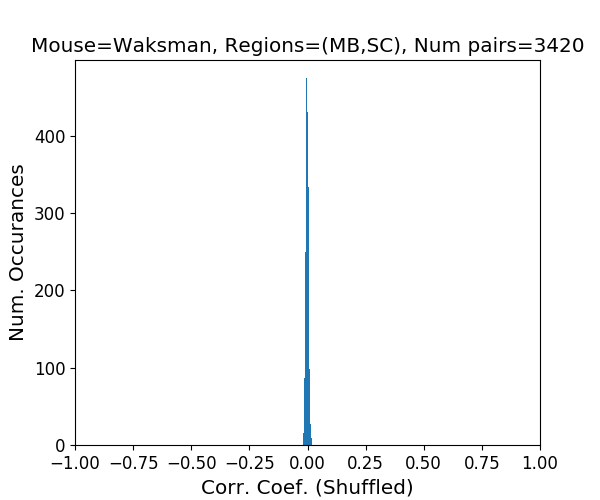 Mouse=Waksman, Regions=(MB,SC), Num pairs=3420
Num. Occurances
400
300
200
100
0
−1.00 −0.75 −0.50 −0.25 0.00 0.25 0.50 0.75 1.00
Corr. Coef. (Shuffled)